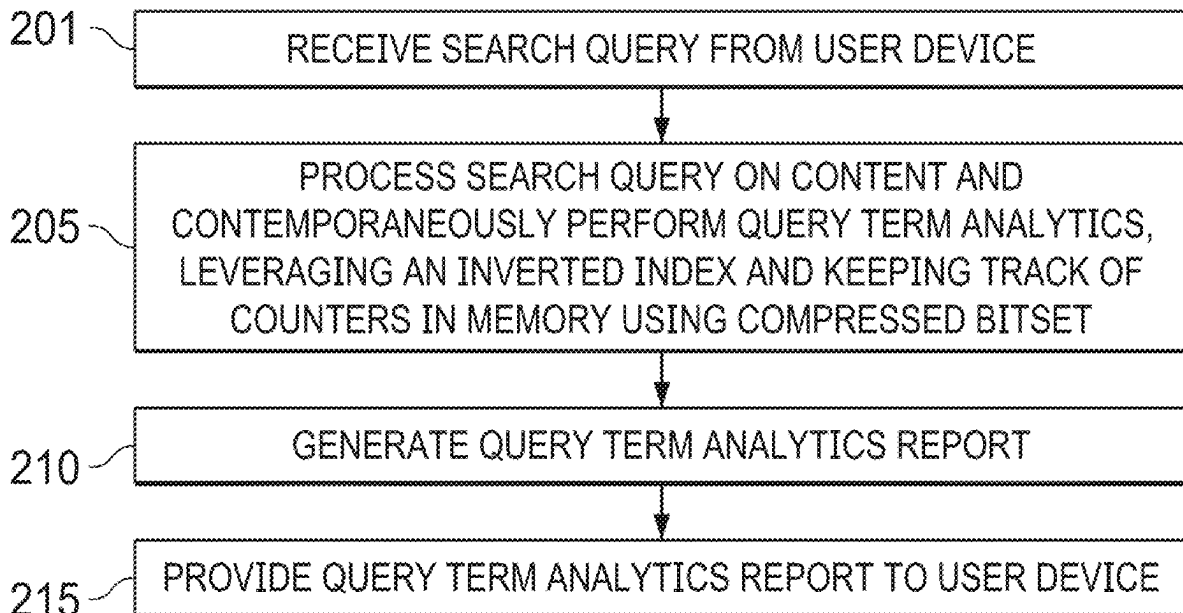 201
RECEIVE SEARCH QUERY FROM USER DEVICE
205
PROCESS SEARCH QUERY ON CONTENT AND
CONTEMPORANEOUSLY PERFORM QUERY TERM ANALYTICS,
LEVERAGING AN INVERTED INDEX AND KEEPING TRACK OF
COUNTERS IN MEMORY USING COMPRESSED BITSET
210
GENERATE QUERY TERM ANALYTICS REPORT
215
PROVIDE QUERY TERM ANALYTICS REPORT TO USER DEVICE